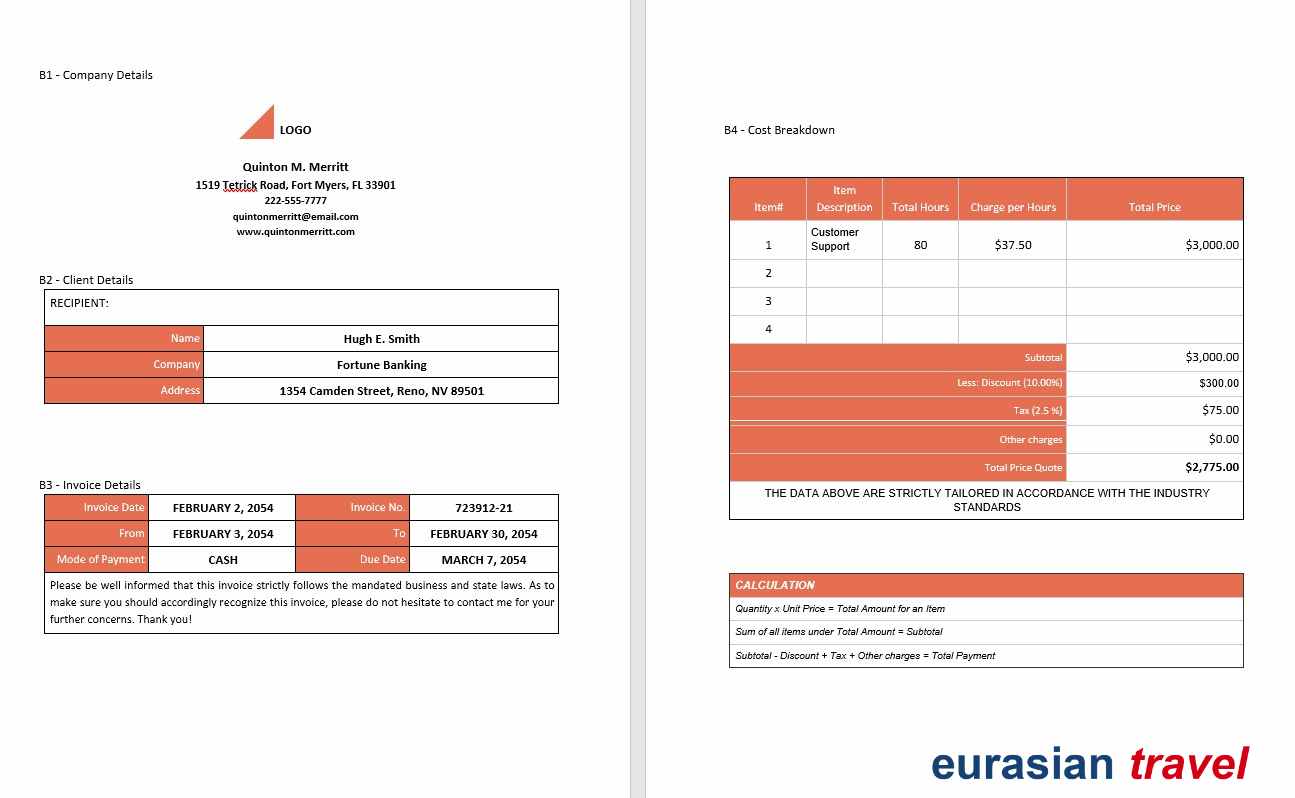 B1 - Company Details
LOGO
Quinton M. Merritt
1519 Tetrick Road, Fort Myers, FL 33901
222-555-7777
quintonmerritt@email.com
www.quintonmerritt.com
B2 - Client Details
RECIPIENT:
Name Hugh E. Smith
Company Fortune Banking
Address 1354 Camden Street, Reno, NV 89501
B3 - Invoice Details
Invoice Date FEBRUARY 2, 2054 Invoice No. 723912-21
From FEBRUARY 3, 2054 To FEBRUARY 30, 2054
Mode of Payment CASH Due Date MARCH 7, 2054
Please be well informed that this invoice strictly follows the mandated business and state laws. As to
make sure you should accordingly recognize this invoice, please do not hesitate to contact me for your
further concerns. Thank you!
B4 - Cost Breakdown
Item# Item Description Total Hours Charge per Hours Total Price
1 Customer Support 80 $37.50 $3,000.00
2
3
4
Subtotal $3,000.00
Less: Discount (10.00%) $300.00
Tax (2.5 %) $75.00
Other charges $0.00
Total Price Quote $2,775.00
THE DATA ABOVE ARE STRICTLY TAILORED IN ACCORDANCE WITH THE INDUSTRY
STANDARDS
CALCULATION
Quantity x Unit Price = Total Amount for an Item
Sum of all items under Total Amount = Subtotal
Subtotal - Discount + Tax + Other charges = Total Payment
eurasian travel